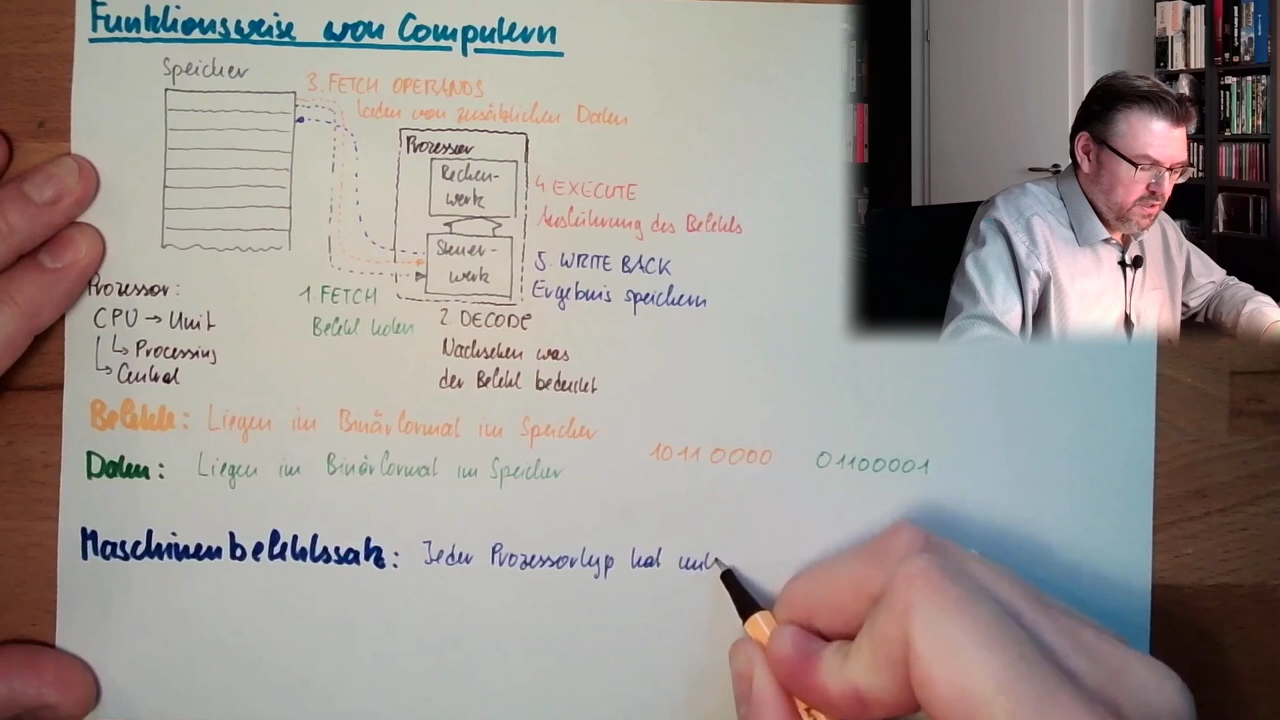 Funktionsweise von Computern
Speicher
3. FETCH OPERANDS
laden von zusätzlichen Daten
Prozessor
Rechen-
werk
4. EXECUTE
Ausführung des Befehls
Steuer-
werk
5. WRITE BACK
Ergebnis speichern
1. FETCH
Befehl holen
2. DECODE
Nachsehen was
der Befehl bedeutet
Prozessor:
CPU → Unit
↳ Processing
↳ Central
Befehle: Liegen im Binärformat im Speicher
10110000 01100001
Daten: Liegen im Binärformat im Speicher
Maschinenbefehlssatz: Jeder Prozessortyp hat